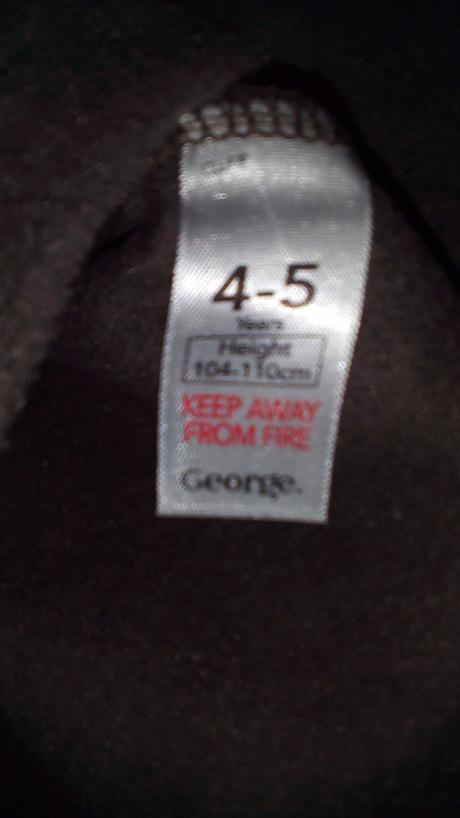 4-5
Years
Height
104-110cm
KEEP AWAY
FROM FIRE
George.